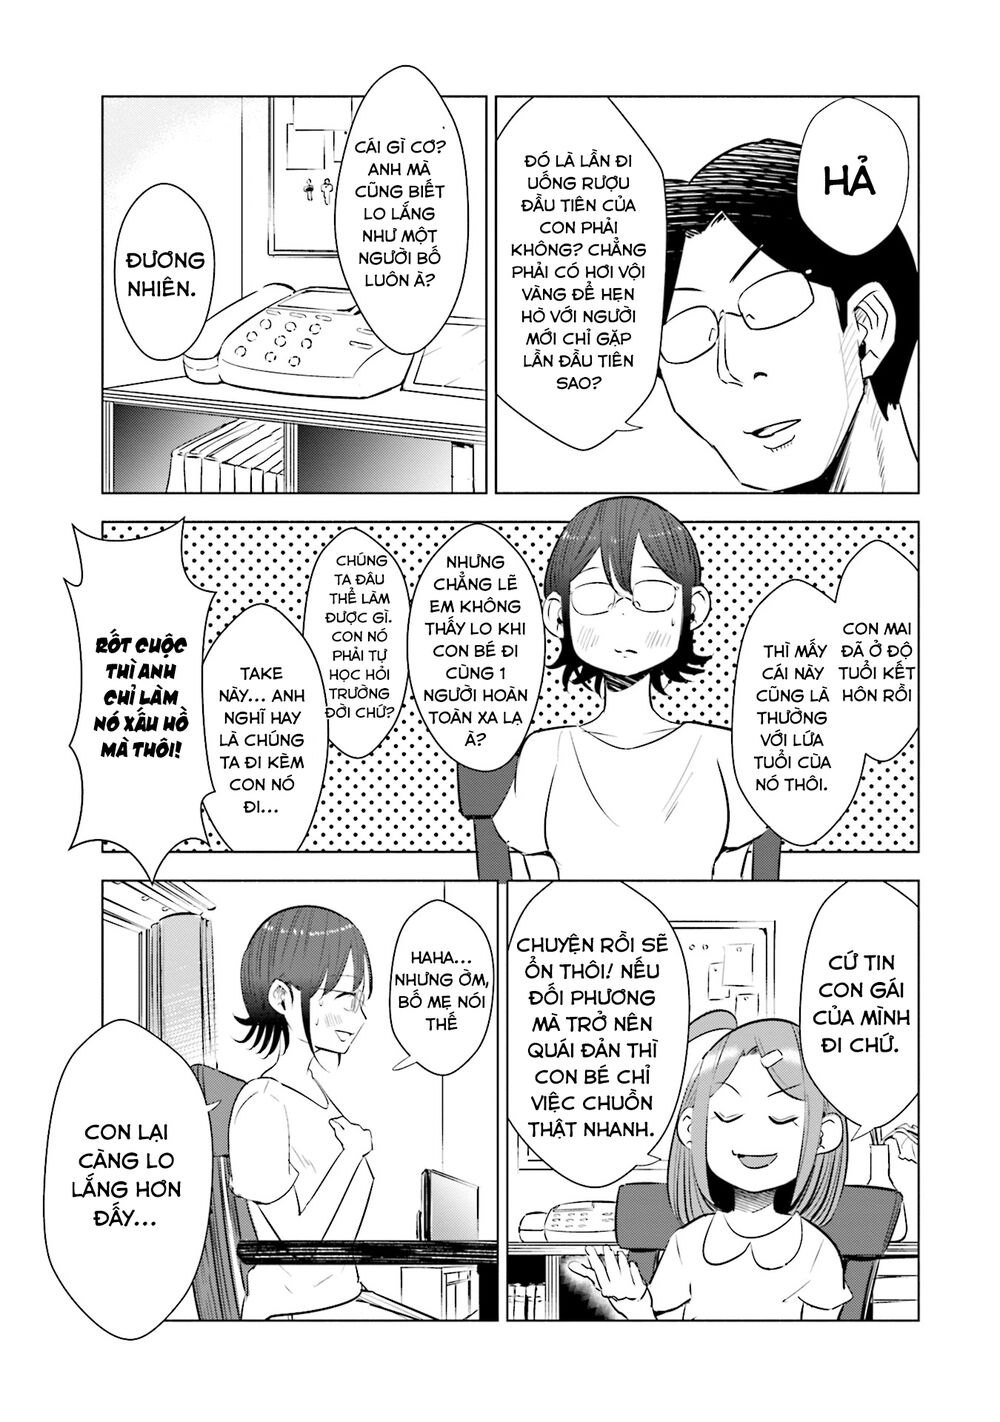 HẢ
ĐÓ LÀ LẦN ĐI
UỐNG RƯỢU
ĐẦU TIÊN CỦA
CON PHẢI
KHÔNG? CHẲNG
PHẢI CÓ HƠI VỘI
VÀNG ĐỂ HẸN
HÒ VỚI NGƯỜI
MỚI CHỈ GẶP
LẦN ĐẦU TIÊN
SAO?
CÁI GÌ CƠ?
ANH MÀ
CŨNG BIẾT
LO LẮNG
NHƯ MỘT
NGƯỜI BỐ
LUÔN À?
ĐƯƠNG
NHIÊN.
CON MAI
ĐÃ Ở ĐỘ
TUỔI KẾT
HÔN RỒI
THÌ MẤY
CÁI NÀY
CŨNG LÀ
THƯỜNG
VỚI LỨA
TUỔI CỦA
NÓ THÔI.
NHƯNG
CHẲNG LẼ
EM KHÔNG
THẤY LO KHI
CON BÉ ĐI
CÙNG 1
NGƯỜI HOÀN
TOÀN XA LẠ
À?
CHÚNG
TA ĐÂU
THỂ LÀM
ĐƯỢC GÌ.
CON NÓ
PHẢI TỰ
HỌC HỎI
TRƯỜNG
ĐỜI CHỨ?
TAKE
NÀY... ANH
NGHĨ HAY
LÀ CHÚNG
TA ĐI KÈM
CON NÓ
ĐI...
RỐT CUỘC
THÌ ANH
CHỈ LÀM
NÓ XẤU HỒ
MÀ THÔI!
CỨ TIN
CON GÁI
CỦA MÌNH
ĐI CHỨ.
CHUYỆN RỒI SẼ
ỔN THÔI! NẾU
ĐỐI PHƯƠNG
MÀ TRỞ NÊN
QUÁI ĐẢN THÌ
CON BÉ CHỈ
VIỆC CHUỒN
THẬT NHANH.
HAHA...
NHƯNG ỜM,
BỐ MẸ NÓI
THẾ
CON LẠI
CÀNG LO
LẮNG HƠN
ĐẤY...